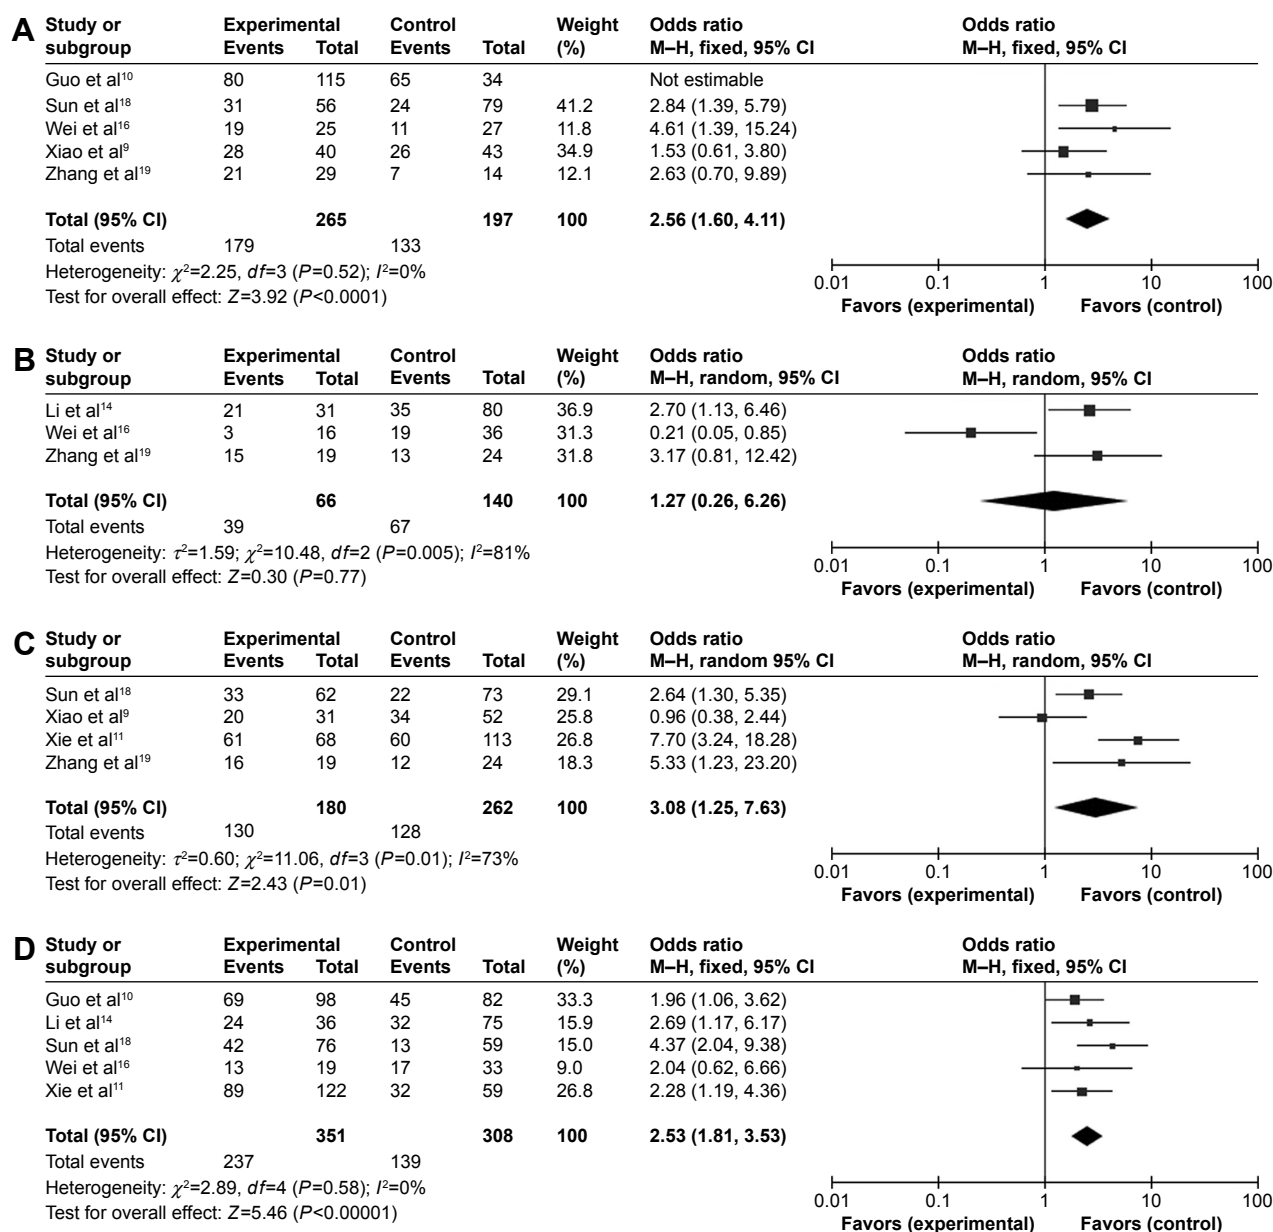 A Study or Experimental Control Weight Odds ratio Odds ratio
subgroup Events Total Events Total (%) M–H, fixed, 95% CI M–H, fixed, 95% CI
Guo et al10 80 115 65 34 Not estimable
Sun et al18 31 56 24 79 41.2 2.84 (1.39, 5.79)
Wei et al16 19 25 11 27 11.8 4.61 (1.39, 15.24)
Xiao et al9 28 40 26 43 34.9 1.53 (0.61, 3.80)
Zhang et al19 21 29 7 14 12.1 2.63 (0.70, 9.89)
Total (95% CI) 265 197 100 2.56 (1.60, 4.11)
Total events 179 133
Heterogeneity: χ2=2.25, df=3 (P=0.52); I2=0%
Test for overall effect: Z=3.92 (P<0.0001)
0.01 0.1 1 10 100
Favors (experimental) Favors (control)
B Study or Experimental Control Weight Odds ratio Odds ratio
subgroup Events Total Events Total (%) M–H, random, 95% CI M–H, random, 95% CI
Li et al14 21 31 35 80 36.9 2.70 (1.13, 6.46)
Wei et al16 3 16 19 36 31.3 0.21 (0.05, 0.85)
Zhang et al19 15 19 13 24 31.8 3.17 (0.81, 12.42)
Total (95% CI) 66 140 100 1.27 (0.26, 6.26)
Total events 39 67
Heterogeneity: τ2=1.59; χ2=10.48, df=2 (P=0.005); I2=81%
Test for overall effect: Z=0.30 (P=0.77)
0.01 0.1 1 10 100
Favors (experimental) Favors (control)
C Study or Experimental Control Weight Odds ratio Odds ratio
subgroup Events Total Events Total (%) M–H, random 95% CI M–H, random, 95% CI
Sun et al18 33 62 22 73 29.1 2.64 (1.30, 5.35)
Xiao et al9 20 31 34 52 25.8 0.96 (0.38, 2.44)
Xie et al11 61 68 60 113 26.8 7.70 (3.24, 18.28)
Zhang et al19 16 19 12 24 18.3 5.33 (1.23, 23.20)
Total (95% CI) 180 262 100 3.08 (1.25, 7.63)
Total events 130 128
Heterogeneity: τ2=0.60; χ2=11.06, df=3 (P=0.01); I2=73%
Test for overall effect: Z=2.43 (P=0.01)
0.01 0.1 1 10 100
Favors (experimental) Favors (control)
D Study or Experimental Control Weight Odds ratio Odds ratio
subgroup Events Total Events Total (%) M–H, fixed, 95% CI M–H, fixed, 95% CI
Guo et al10 69 98 45 82 33.3 1.96 (1.06, 3.62)
Li et al14 24 36 32 75 15.9 2.69 (1.17, 6.17)
Sun et al18 42 76 13 59 15.0 4.37 (2.04, 9.38)
Wei et al16 13 19 17 33 9.0 2.04 (0.62, 6.66)
Xie et al11 89 122 32 59 26.8 2.28 (1.19, 4.36)
Total (95% CI) 351 308 100 2.53 (1.81, 3.53)
Total events 237 139
Heterogeneity: χ2=2.89, df=4 (P=0.58); I2=0%
Test for overall effect: Z=5.46 (P<0.00001)
0.01 0.1 1 10 100
Favors (experimental) Favors (control)